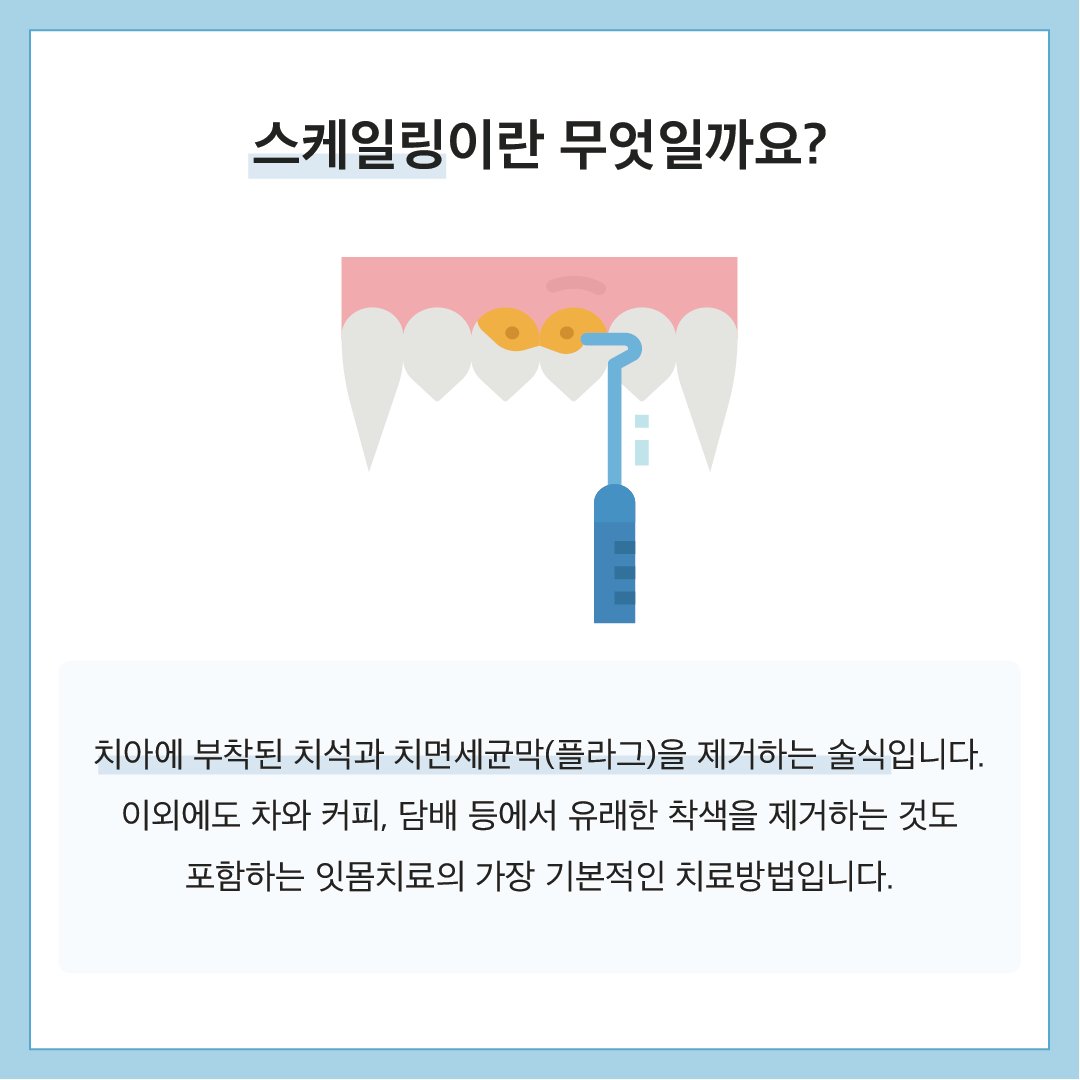 스케일링이란 무엇일까요?
치아에 부착된 치석과 치면세균막(플라그)을 제거하는 술식입니다.
이외에도 차와 커피, 담배 등에서 유래한 착색을 제거하는 것도
포함하는 잇몸치료의 가장 기본적인 치료방법입니다.